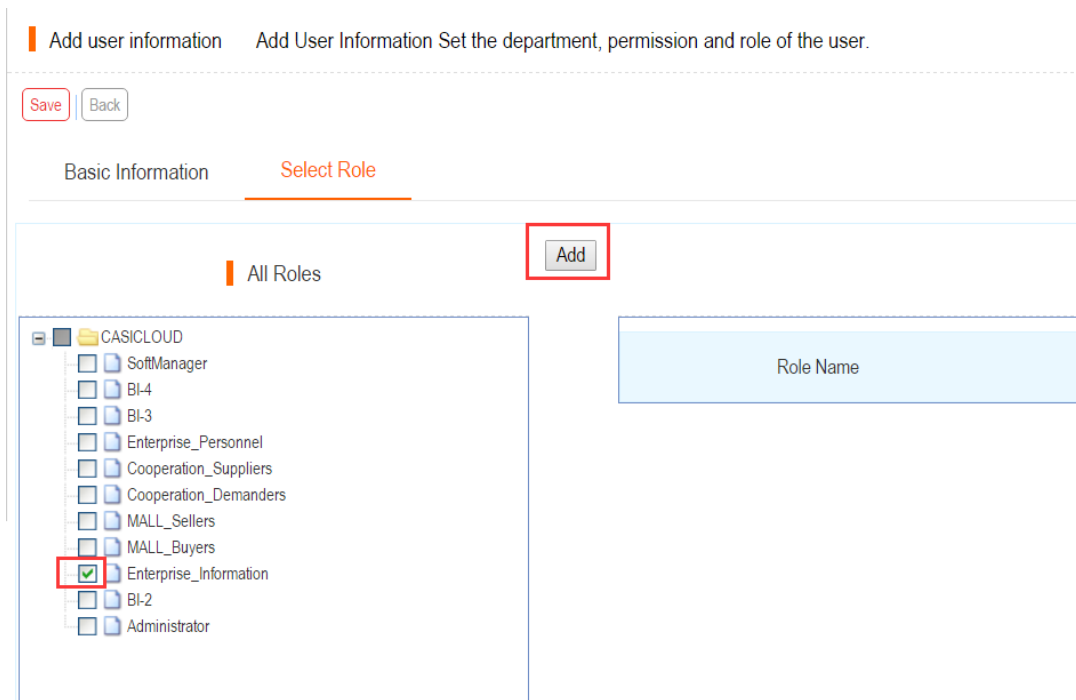 Add user information Add User Information Set the department, permission and role of the user.
Save Back
Basic Information Select Role
Add
All Roles
CASICLOUD
SoftManager
BI-4
BI-3
Enterprise_Personnel
Cooperation_Suppliers
Cooperation_Demanders
MALL_Sellers
MALL_Buyers
Enterprise_Information
BI-2
Administrator
Role Name